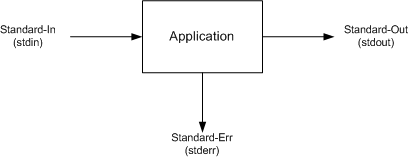 Standard-In
(stdin)
Application
Standard-Out
(stdout)
Standard-Err
(stderr)